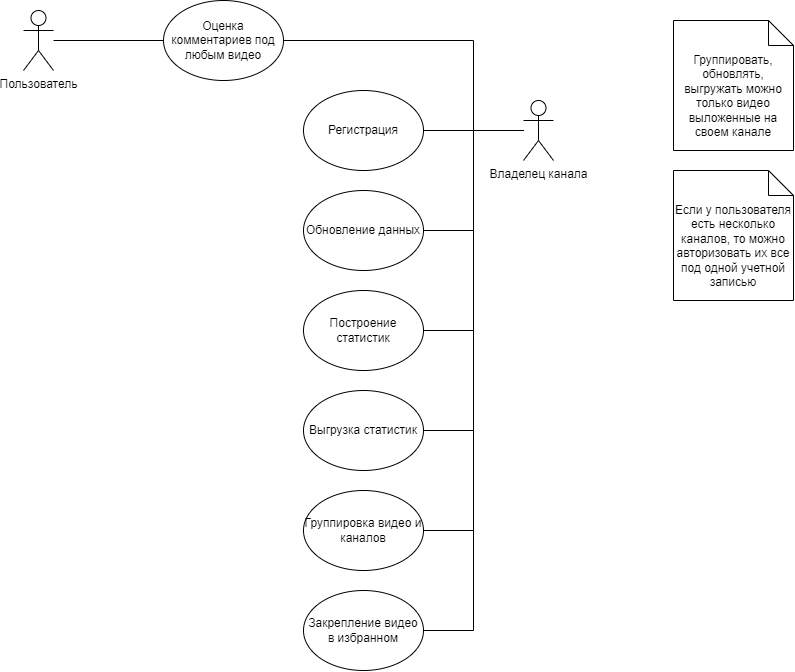 Оценка
комментариев под
любым видео
Пользователь
Регистрация
Владелец канала
Обновление данных
Построение
статистик
Выгрузка статистик
Группировка видео и
каналов
Закрепление видео
в избранном
Группировать,
обновлять,
выгружать можно
только видео
выложенные на
своем канале
Если у пользователя
есть несколько
каналов, то можно
авторизовать их все
под одной учетной
записью